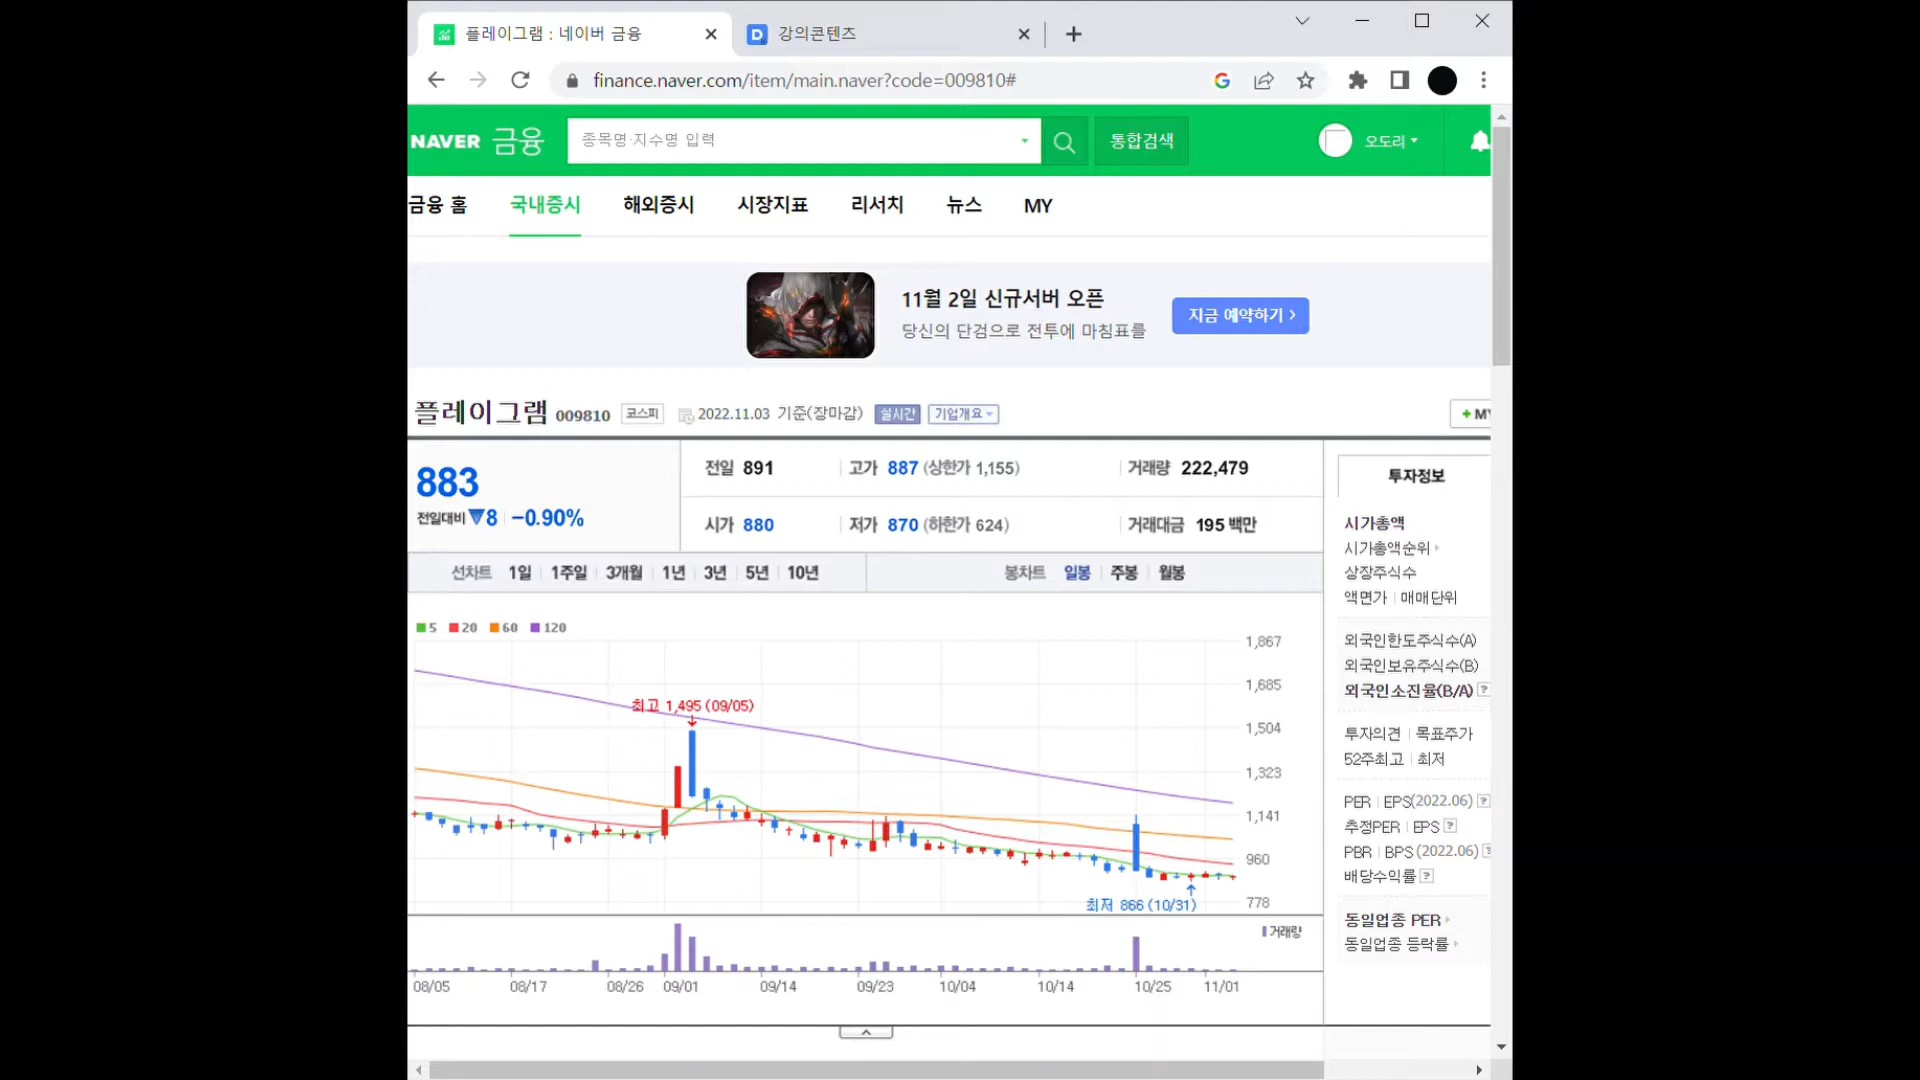 플레이그램 : 네이버 금융
강의콘텐츠
finance.naver.com/item/main.naver?code=009810#
NAVER 금융
종목명·지수명 입력
통합검색
오도리
금융 홈 국내증시 해외증시 시장지표 리서치 뉴스 MY
11월 2일 신규서버 오픈
당신의 단검으로 전투에 마침표를
지금 예약하기 >
플레이그램 009810 코스피 2022.11.03 기준(장마감) 실시간 기업개요
+ MY
883
전일대비 ▼8 -0.90%
전일 891 고가 887 (상한가 1,155) 거래량 222,479
시가 880 저가 870 (하한가 624) 거래대금 195 백만
선차트 1일 1주일 3개월 1년 3년 5년 10년
봉차트 일봉 주봉 월봉
5 20 60 120
1,867
1,685
1,504
1,323
1,141
960
778
최고 1,495 (09/05)
최저 866 (10/31)
거래량
08/05 08/17 08/26 09/01 09/14 09/23 10/04 10/14 10/25 11/01
투자정보
시가총액
시가총액순위
상장주식수
액면가 | 매매단위
외국인한도주식수(A)
외국인보유주식수(B)
외국인소진율(B/A) ?
투자의견 | 목표주가
52주최고 | 최저
PER | EPS(2022.06) ?
추정PER | EPS ?
PBR | BPS (2022.06) ?
배당수익률 ?
동일업종 PER
동일업종 등락률